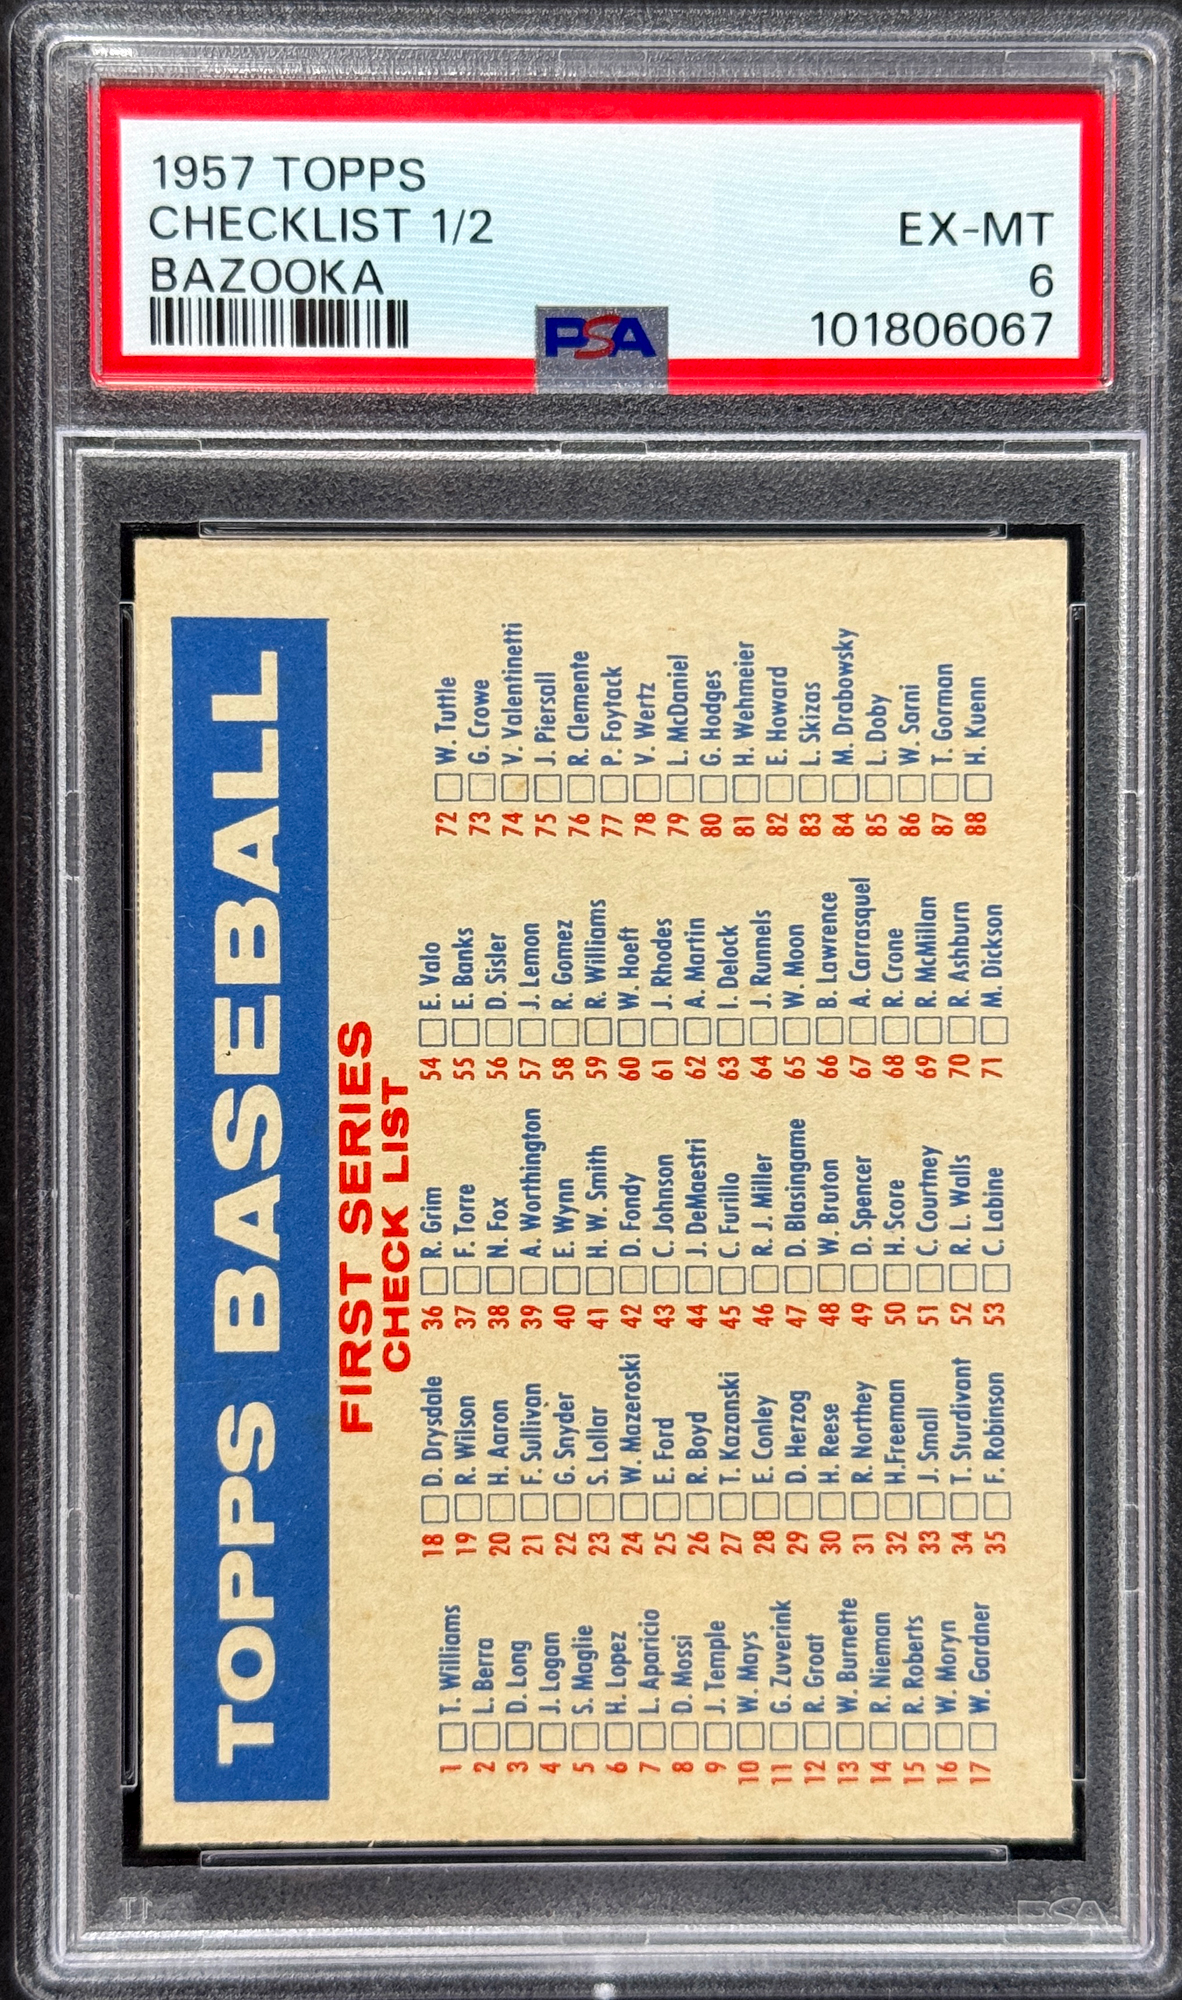 1957 TOPPS
CHECKLIST 1/2
BAZOOKA
EX-MT
6
101806067
PSA
TOPPS BASEBALL
FIRST SERIES
CHECK LIST
1 T. Williams
2 L. Berra
3 D. Long
4 J. Logan
5 S. Maglie
6 H. Lopez
7 L. Aparicio
8 D. Mossi
9 J. Temple
10 W. Mays
11 G. Zuverink
12 R. Groat
13 W. Burnette
14 R. Nieman
15 R. Roberts
16 W. Moryn
17 W. Gardner
18 D. Drysdale
19 R. Wilson
20 H. Aaron
21 F. Sullivan
22 G. Snyder
23 S. Lollar
24 W. Mazeroski
25 E. Ford
26 R. Boyd
27 T. Kazanski
28 E. Conley
29 D. Herzog
30 H. Reese
31 R. Northey
32 H.Freeman
33 J. Small
34 T. Sturdivant
35 F. Robinson
36 R. Grim
37 F. Torre
38 N. Fox
39 A. Worthington
40 E. Wynn
41 H. W. Smith
42 D. Fondy
43 C. Johnson
44 J. DeMaestri
45 C. Furillo
46 R. J. Miller
47 D. Blasingame
48 W. Bruton
49 D. Spencer
50 H. Score
51 C. Courtney
52 R. L. Walls
53 C. Labine
54 E. Valo
55 E. Banks
56 D. Sisler
57 J. Lemon
58 R. Gomez
59 R. Williams
60 W. Hoeft
61 J. Rhodes
62 A. Martin
63 I. Delock
64 J. Runnels
65 W. Moon
66 B. Lawrence
67 A. Carrasquel
68 R. Crone
69 R. McMillan
70 R. Ashburn
71 M. Dickson
72 W. Tuttle
73 G. Crowe
74 V. Valentinetti
75 J. Piersall
76 R. Clemente
77 P. Foytack
78 V. Wertz
79 L. McDaniel
80 G. Hodges
81 H. Wehmeier
82 E. Howard
83 L. Skizas
84 M. Drabowsky
85 L. Doby
86 W. Sarni
87 T. Gorman
88 H. Kuenn
PSA